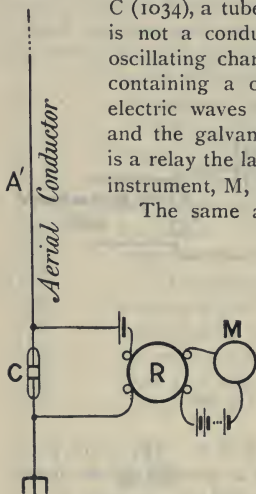 C (1034), a tube
is not a condu
oscillating char
containing a c
electric waves
and the galvan
is a relay the la
instrument, M,
The same a
A′
Aerial Conductor
M
C
R